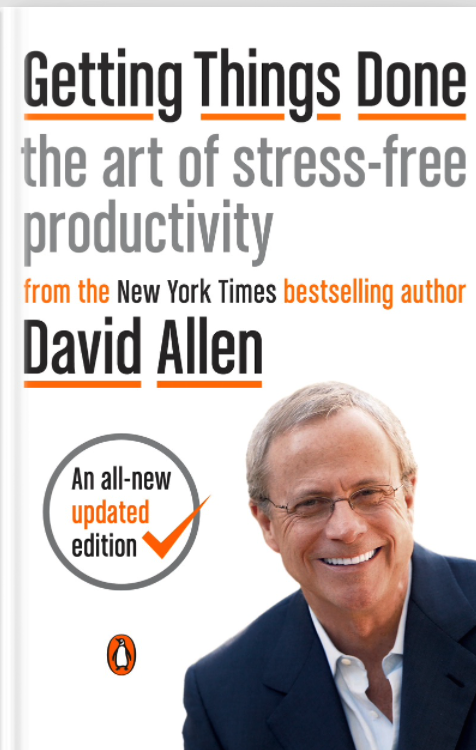 Getting Things Done
the art of stress-free
productivity
from the New York Times bestselling author
David Allen
An all-new
updated
edition